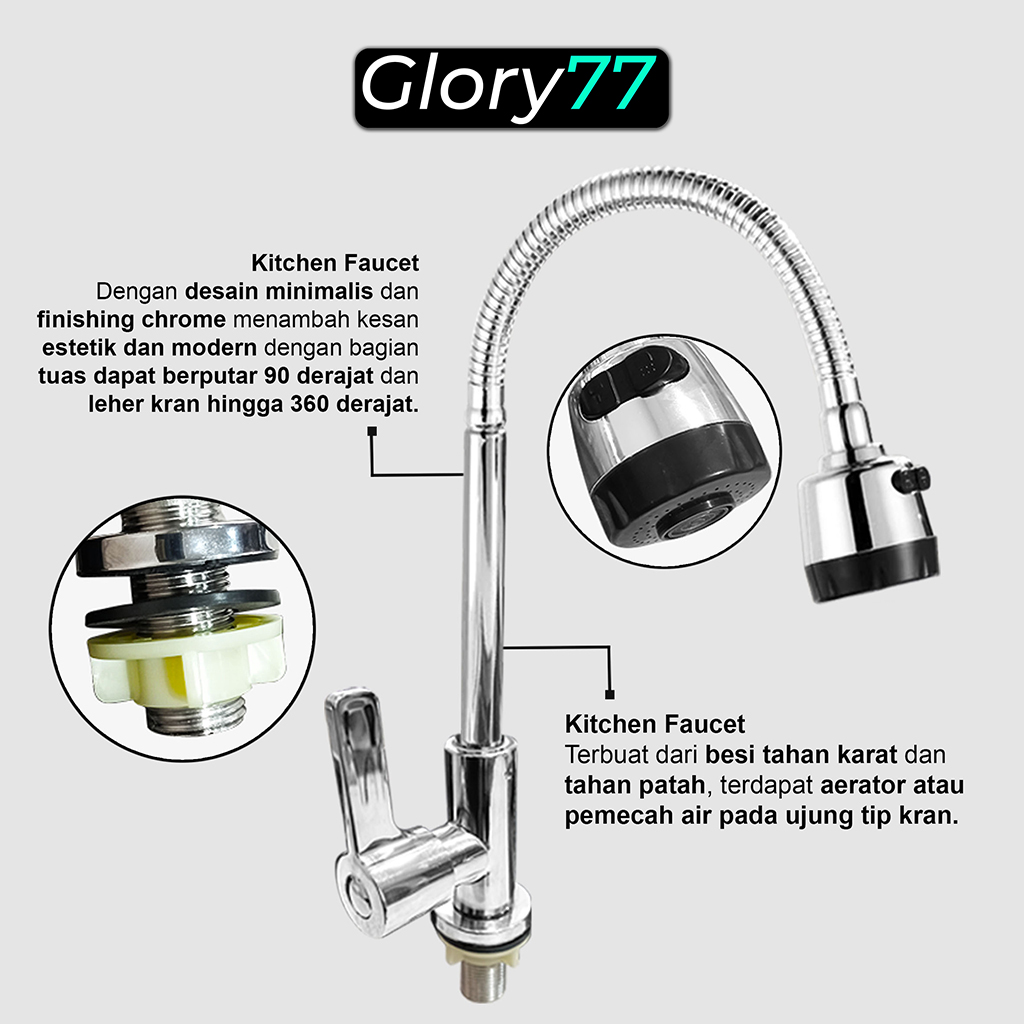 Glory77
Kitchen Faucet
Dengan desain minimalis dan
finishing chrome menambah kesan
estetik dan modern dengan bagian
tuas dapat berputar 90 derajat dan
leher kran hingga 360 derajat.
Kitchen Faucet
Terbuat dari besi tahan karat dan
tahan patah, terdapat aerator atau
pemecah air pada ujung tip kran.